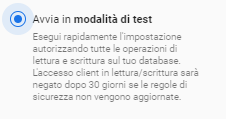 Avvia in modalità di test
Esegui rapidamente l'impostazione
autorizzando tutte le operazioni di
lettura e scrittura sul tuo database.
L'accesso client in lettura/scrittura sarà
negato dopo 30 giorni se le regole di
sicurezza non vengono aggiornate.